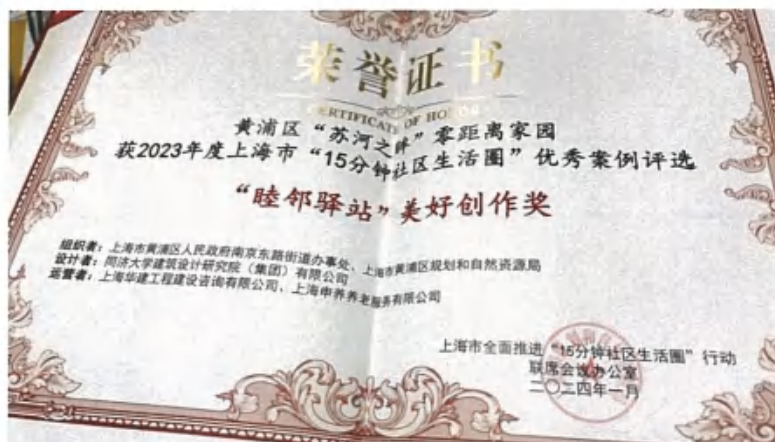 荣誉证书
CERTIFICATE OF HONOR
黄浦区“苏河之眸”零距离家园
获2023年度上海市“15分钟社区生活圈”优秀案例评选
“睦邻驿站”美好创作奖
组织者：上海市黄浦区人民政府南京东路街道办事处、上海市黄浦区规划和自然资源局
设计者：同济大学建筑设计研究院（集团）有限公司
运营者：上海华建工程建设咨询有限公司、上海申养养老服务有限公司
上海市全面推进“15分钟社区生活圈”行动
联席会议办公室
二〇二四年一月